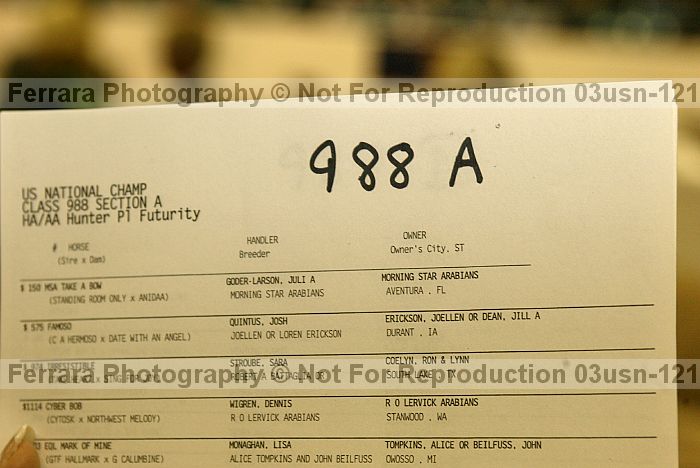 Ferrara Photography © Not For Reproduction 03usn-121
988 A
US NATIONAL CHAMP
CLASS 988 SECTION A
HA/AA Hunter Pl Futurity
# HORSE HANDLER OWNER
(Sire x Dam) Breeder Owner's City, ST
$ 150 MSA TAKE A BOW GODER-LARSON, JULI A MORNING STAR ARABIANS
(STANDING ROOM ONLY x ANIDAA) MORNING STAR ARABIANS AVENTURA , FL
$ 575 FAMOSO QUINTUS, JOSH ERICKSON, JOELLEN OR DEAN, JILL A
(C A HERMOSO x DATE WITH AN ANGEL) JOELLEN OR LOREN ERICKSON DURANT , IA
IRRESISTIBLE STROUBE, SARA COELYN, RON & LYNN
ROBERT A BATTAGLIA JR SOUTH LAKE , TX
Ferrara Photography © Not For Reproduction 03usn-121
$1114 CYBER BOB WIGREN, DENNIS R O LERVICK ARABIANS
(CYTOSK x NORTHWEST MELODY) R O LERVICK ARABIANS STANWOOD , WA
EQL MARK OF MINE MONAGHAN, LISA TOMPKINS, ALICE OR BEILFUSS, JOHN
(GTF HALLMARK x G CALUMBINE) ALICE TOMPKINS AND JOHN BEILFUSS OWOSSO , MI